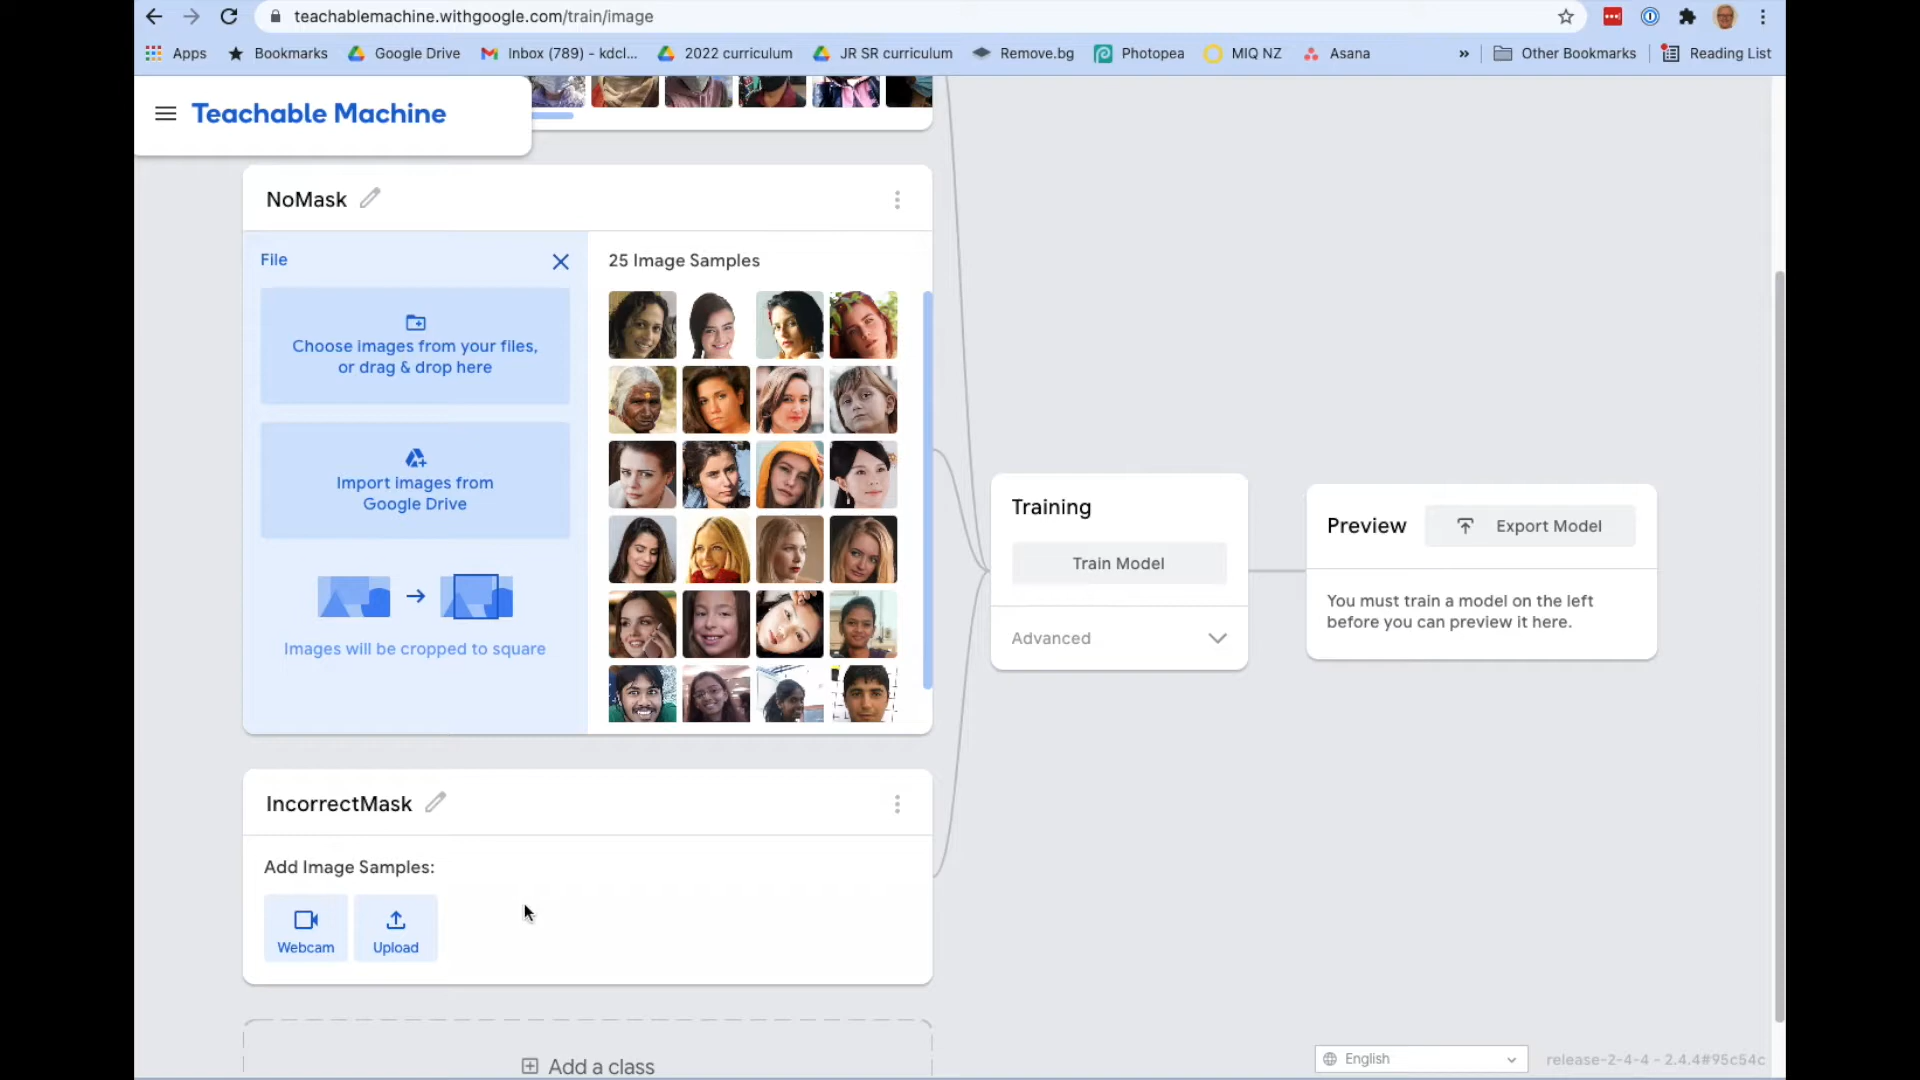 teachablemachine.withgoogle.com/train/image
Apps
Bookmarks
Google Drive
Inbox (789) - kdcl...
2022 curriculum
JR SR curriculum
Remove.bg
Photopea
MIQ NZ
Asana
»
Other Bookmarks
Reading List
Teachable Machine
NoMask
File
25 Image Samples
Choose images from your files,
or drag & drop here
Import images from
Google Drive
Images will be cropped to square
Training
Train Model
Advanced
Preview
Export Model
You must train a model on the left
before you can preview it here.
IncorrectMask
Add Image Samples:
Webcam
Upload
Add a class
English
release-2-4-4 - 2.4.4#95c54c